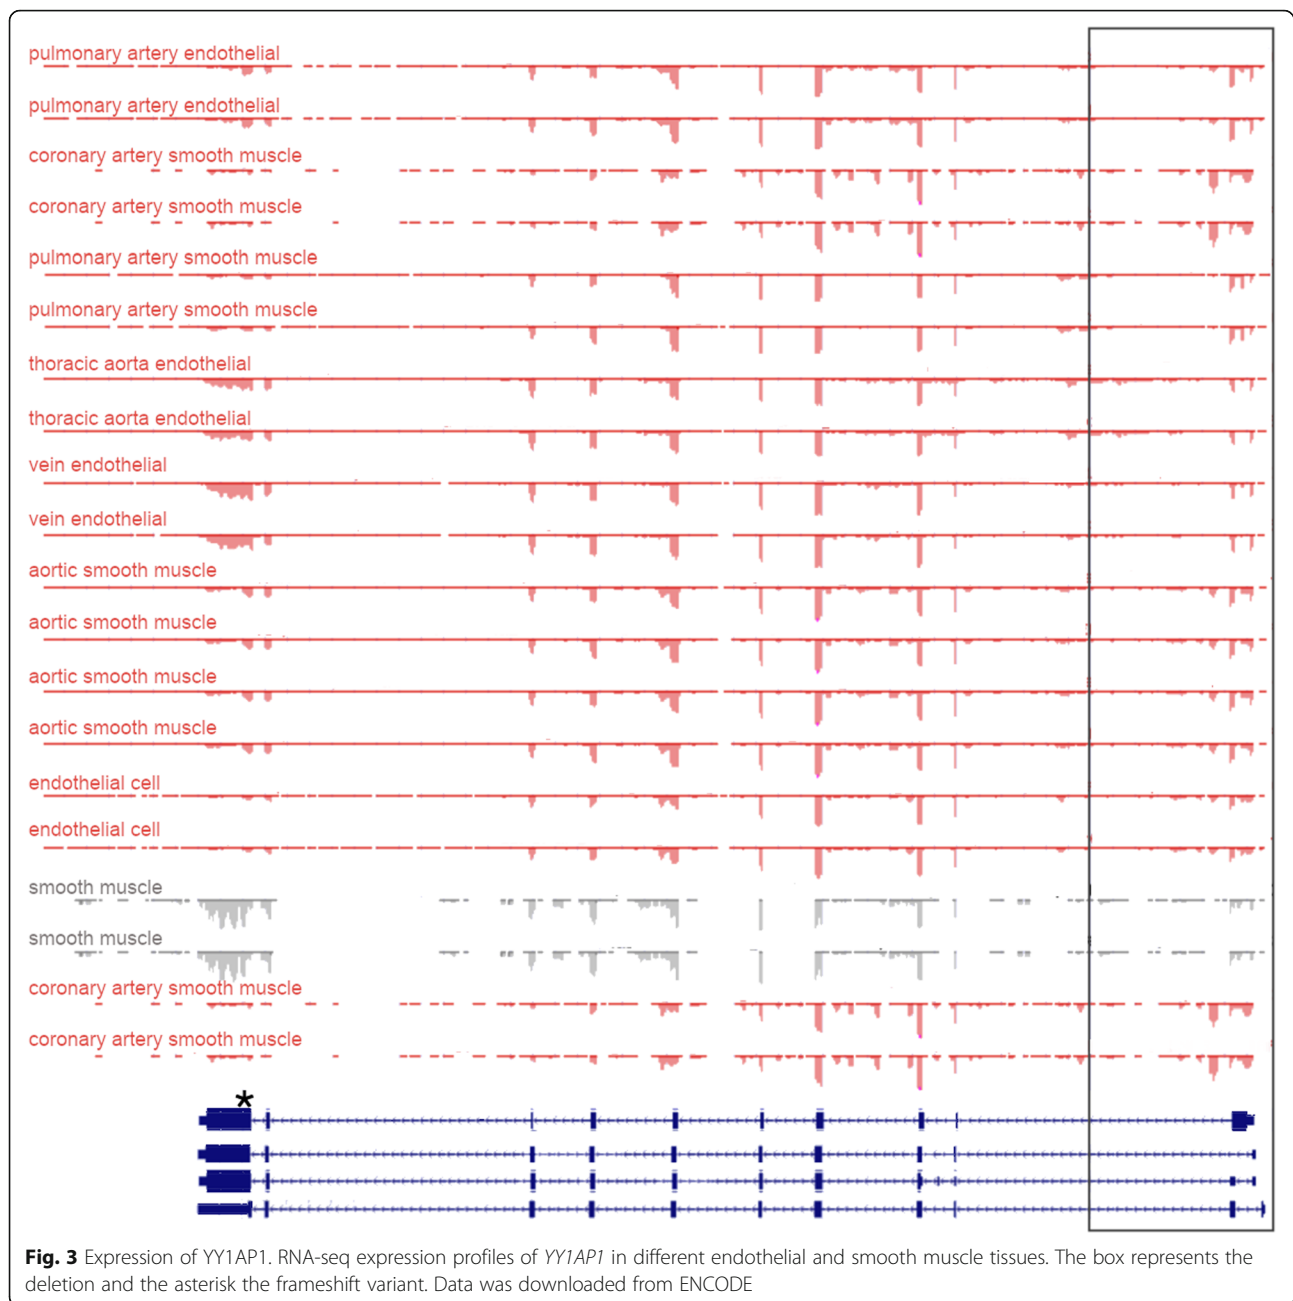 pulmonary artery endothelial
pulmonary artery endothelial
coronary artery smooth muscle
coronary artery smooth muscle
pulmonary artery smooth muscle
pulmonary artery smooth muscle
thoracic aorta endothelial
thoracic aorta endothelial
vein endothelial
vein endothelial
aortic smooth muscle
aortic smooth muscle
aortic smooth muscle
aortic smooth muscle
endothelial cell
endothelial cell
smooth muscle
smooth muscle
coronary artery smooth muscle
coronary artery smooth muscle
*
Fig. 3 Expression of YY1AP1. RNA-seq expression profiles of YY1AP1 in different endothelial and smooth muscle tissues. The box represents the
deletion and the asterisk the frameshift variant. Data was downloaded from ENCODE